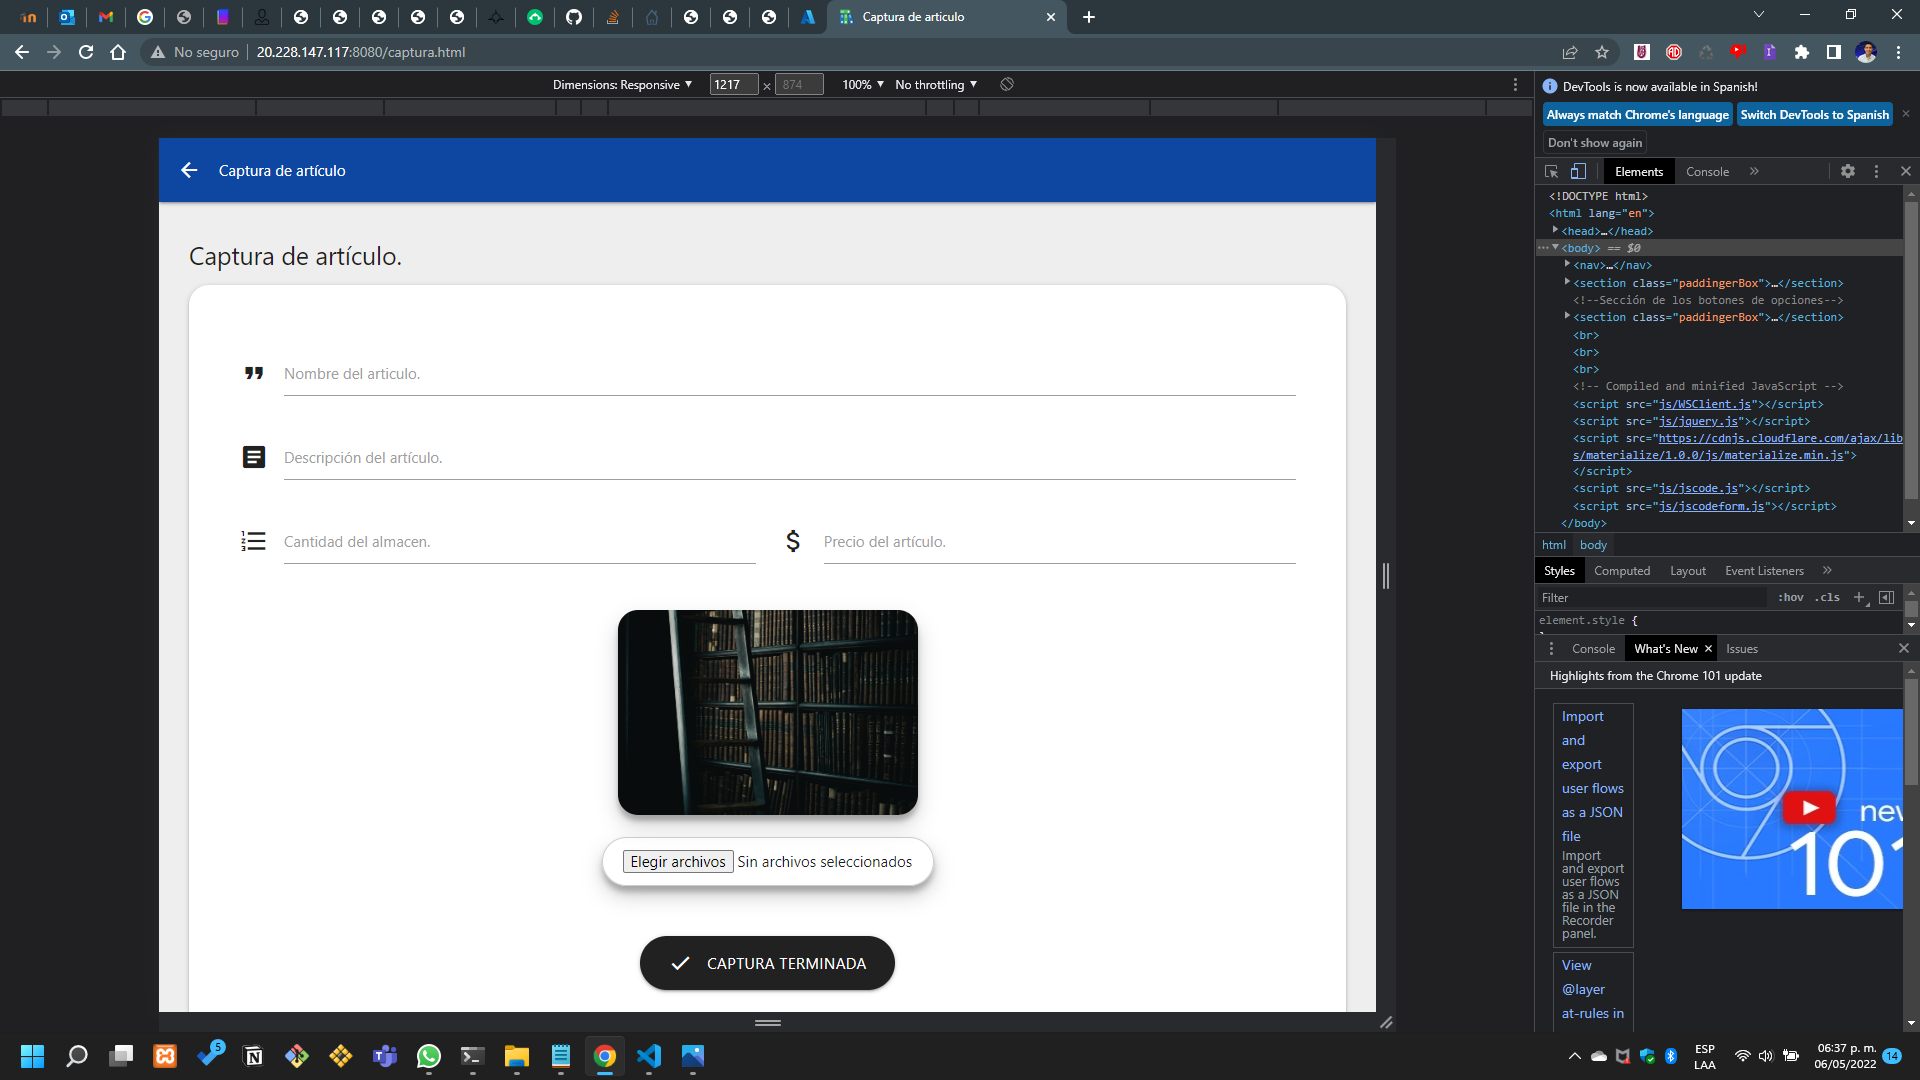 Captura de articulo
No seguro
20.228.147.117:8080/captura.html
Dimensions: Responsive 1217 × 874 100% No throttling
DevTools is now available in Spanish!
Always match Chrome's language
Switch DevTools to Spanish
Don't show again
Elements
Console
<!DOCTYPE html>
<html lang="en">
<head>…</head>
<body> == $0
<nav>…</nav>
<section class="paddingerBox">…</section>
<!--Sección de los botones de opciones-->
<section class="paddingerBox">…</section>
<br>
<br>
<br>
<!-- Compiled and minified JavaScript -->
<script src="js/WSClient.js"></script>
<script src="js/jquery.js"></script>
<script src="https://cdnjs.cloudflare.com/ajax/lib
s/materialize/1.0.0/js/materialize.min.js">
</script>
<script src="js/jscode.js"></script>
<script src="js/jscodeform.js"></script>
</body>
html body
Styles Computed Layout Event Listeners
Filter :hov .cls
element.style {
Console What's New Issues
Highlights from the Chrome 101 update
Import
and
export
user flows
as a JSON
file
Import
and export
user flows
as a JSON
file in the
Recorder
panel.
View
@layer
at-rules in
new
101
Captura de artículo
Captura de artículo.
Nombre del articulo.
Descripción del artículo.
Cantidad del almacen.
Precio del artículo.
Elegir archivos Sin archivos seleccionados
CAPTURA TERMINADA
5
ESP
LAA
06:37 p. m.
06/05/2022
14